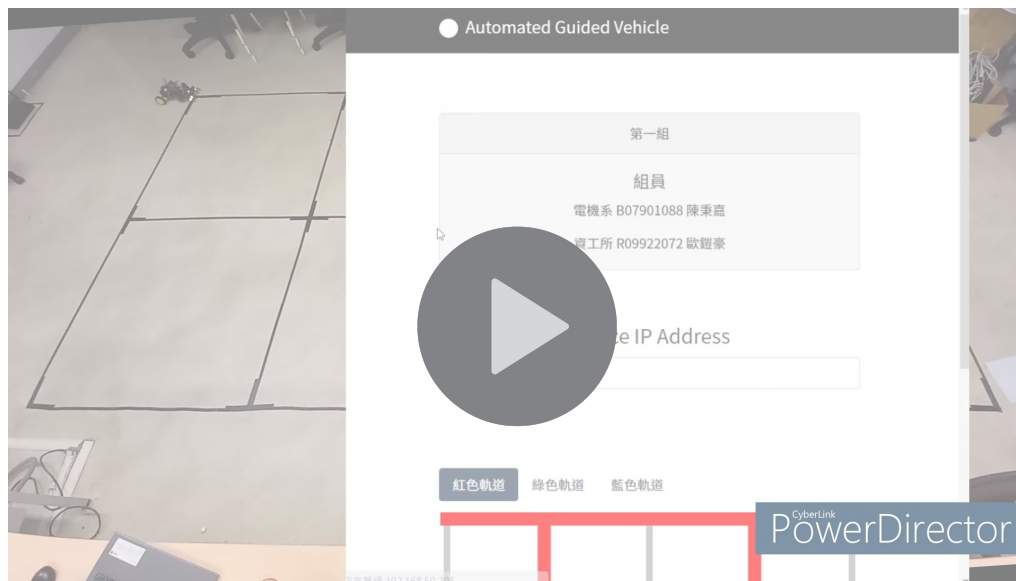 Automated Guided Vehicle
第一組
組員
電機系 B07901088 陳秉嘉
資工所 R09922072 歐鎧豪
IP Address
紅色軌道 綠色軌道 藍色軌道
CyberLink
PowerDirector